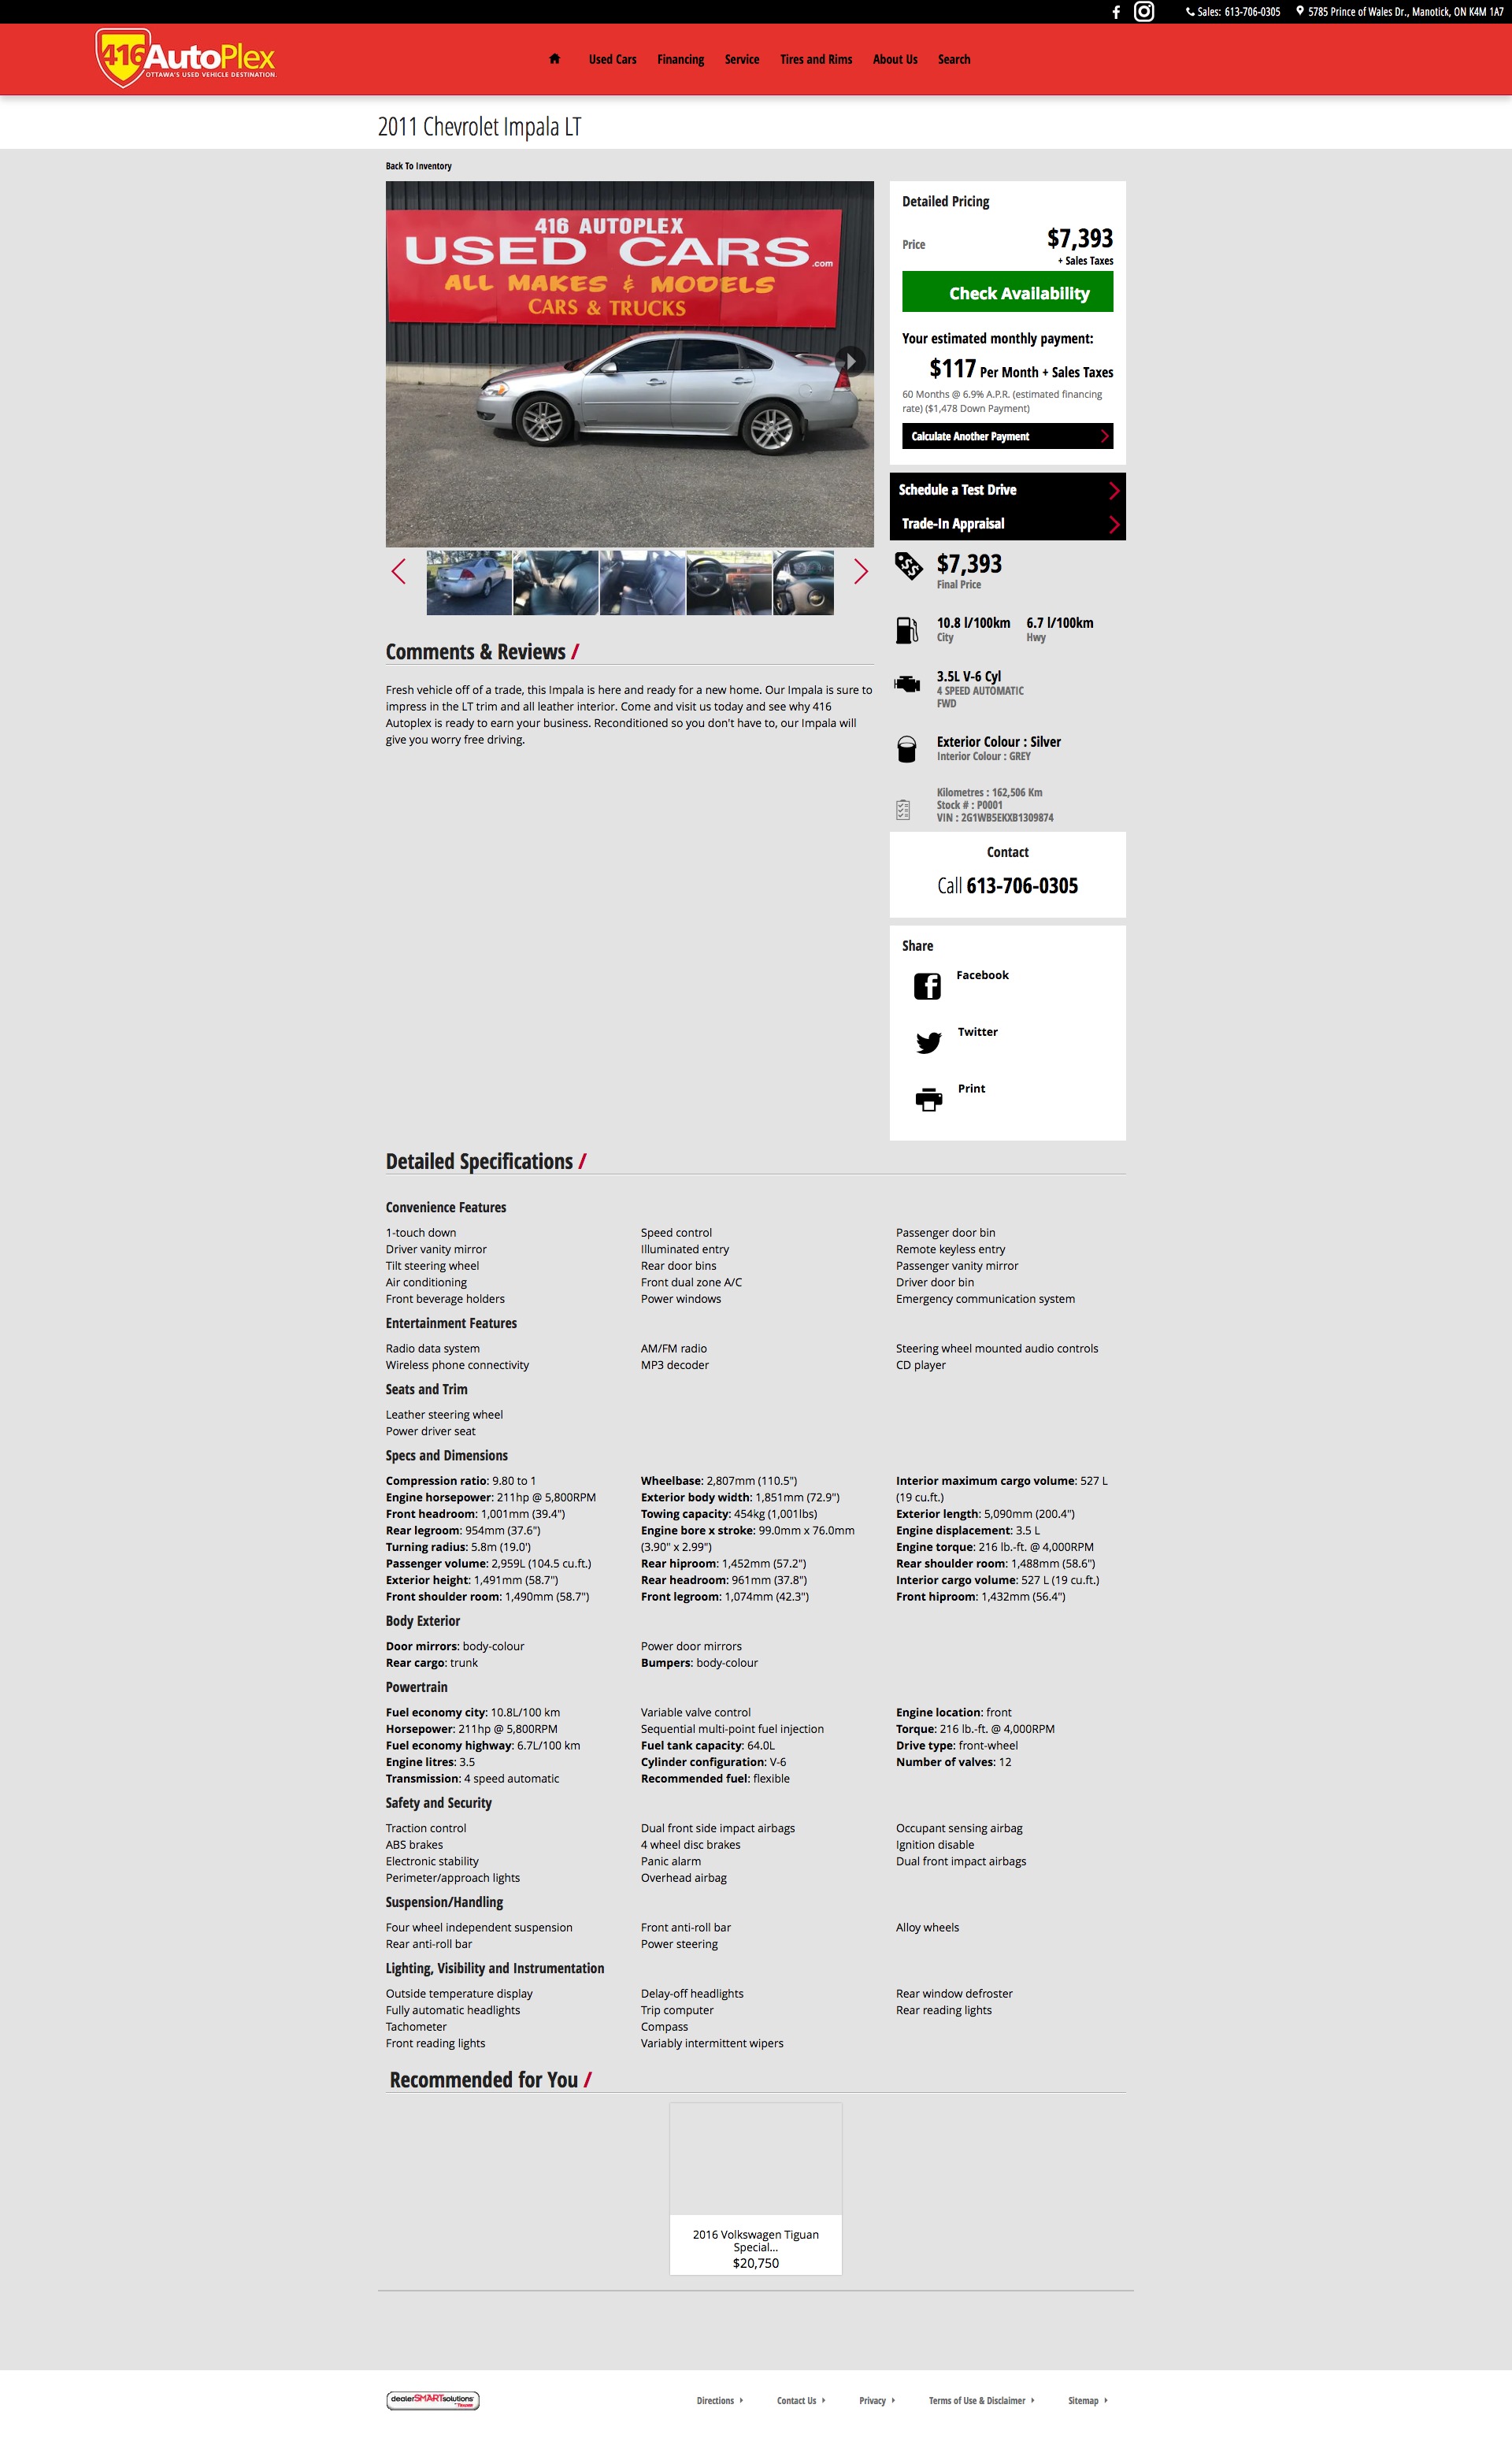 Sales: 613-706-0305
5785 Prince of Wales Dr., Manotick, ON K4M 1A7
416AutoPlex
OTTAWA'S USED VEHICLE DESTINATION.
Used Cars
Financing
Service
Tires and Rims
About Us
Search
2011 Chevrolet Impala LT
Back To Inventory
416 AUTOPLEX
USED CARS.com
ALL MAKES & MODELS
CARS & TRUCKS
Detailed Pricing
Price
$7,393
+ Sales Taxes
Check Availability
Your estimated monthly payment:
$117 Per Month + Sales Taxes
60 Months @ 6.9% A.P.R. (estimated financing
rate) ($1,478 Down Payment)
Calculate Another Payment
Schedule a Test Drive
Trade-In Appraisal
$7,393
Final Price
10.8 l/100km 6.7 l/100km
City Hwy
3.5L V-6 Cyl
4 SPEED AUTOMATIC
FWD
Exterior Colour : Silver
Interior Colour : GREY
Kilometres : 162,506 Km
Stock # : P0001
VIN : 2G1WB5EKXB1309874
Contact
Call 613-706-0305
Share
Facebook
Twitter
Print
Comments & Reviews /
Fresh vehicle off of a trade, this Impala is here and ready for a new home. Our Impala is sure to
impress in the LT trim and all leather interior. Come and visit us today and see why 416
Autoplex is ready to earn your business. Reconditioned so you don't have to, our Impala will
give you worry free driving.
Detailed Specifications /
Convenience Features
1-touch down
Driver vanity mirror
Tilt steering wheel
Air conditioning
Front beverage holders
Speed control
Illuminated entry
Rear door bins
Front dual zone A/C
Power windows
Passenger door bin
Remote keyless entry
Passenger vanity mirror
Driver door bin
Emergency communication system
Entertainment Features
Radio data system
Wireless phone connectivity
AM/FM radio
MP3 decoder
Steering wheel mounted audio controls
CD player
Seats and Trim
Leather steering wheel
Power driver seat
Specs and Dimensions
Compression ratio: 9.80 to 1
Engine horsepower: 211hp @ 5,800RPM
Front headroom: 1,001mm (39.4")
Rear legroom: 954mm (37.6")
Turning radius: 5.8m (19.0')
Passenger volume: 2,959L (104.5 cu.ft.)
Exterior height: 1,491mm (58.7")
Front shoulder room: 1,490mm (58.7")
Wheelbase: 2,807mm (110.5")
Exterior body width: 1,851mm (72.9")
Towing capacity: 454kg (1,001lbs)
Engine bore x stroke: 99.0mm x 76.0mm
(3.90" x 2.99")
Rear hiproom: 1,452mm (57.2")
Rear headroom: 961mm (37.8")
Front legroom: 1,074mm (42.3")
Interior maximum cargo volume: 527 L
(19 cu.ft.)
Exterior length: 5,090mm (200.4")
Engine displacement: 3.5 L
Engine torque: 216 lb.-ft. @ 4,000RPM
Rear shoulder room: 1,488mm (58.6")
Interior cargo volume: 527 L (19 cu.ft.)
Front hiproom: 1,432mm (56.4")
Body Exterior
Door mirrors: body-colour
Rear cargo: trunk
Power door mirrors
Bumpers: body-colour
Powertrain
Fuel economy city: 10.8L/100 km
Horsepower: 211hp @ 5,800RPM
Fuel economy highway: 6.7L/100 km
Engine litres: 3.5
Transmission: 4 speed automatic
Variable valve control
Sequential multi-point fuel injection
Fuel tank capacity: 64.0L
Cylinder configuration: V-6
Recommended fuel: flexible
Engine location: front
Torque: 216 lb.-ft. @ 4,000RPM
Drive type: front-wheel
Number of valves: 12
Safety and Security
Traction control
ABS brakes
Electronic stability
Perimeter/approach lights
Dual front side impact airbags
4 wheel disc brakes
Panic alarm
Overhead airbag
Occupant sensing airbag
Ignition disable
Dual front impact airbags
Suspension/Handling
Four wheel independent suspension
Rear anti-roll bar
Front anti-roll bar
Power steering
Alloy wheels
Lighting, Visibility and Instrumentation
Outside temperature display
Fully automatic headlights
Tachometer
Front reading lights
Delay-off headlights
Trip computer
Compass
Variably intermittent wipers
Rear window defroster
Rear reading lights
Recommended for You /
2016 Volkswagen Tiguan
Special...
$20,750
dealerSMARTsolutions
Directions
Contact Us
Privacy
Terms of Use & Disclaimer
Sitemap